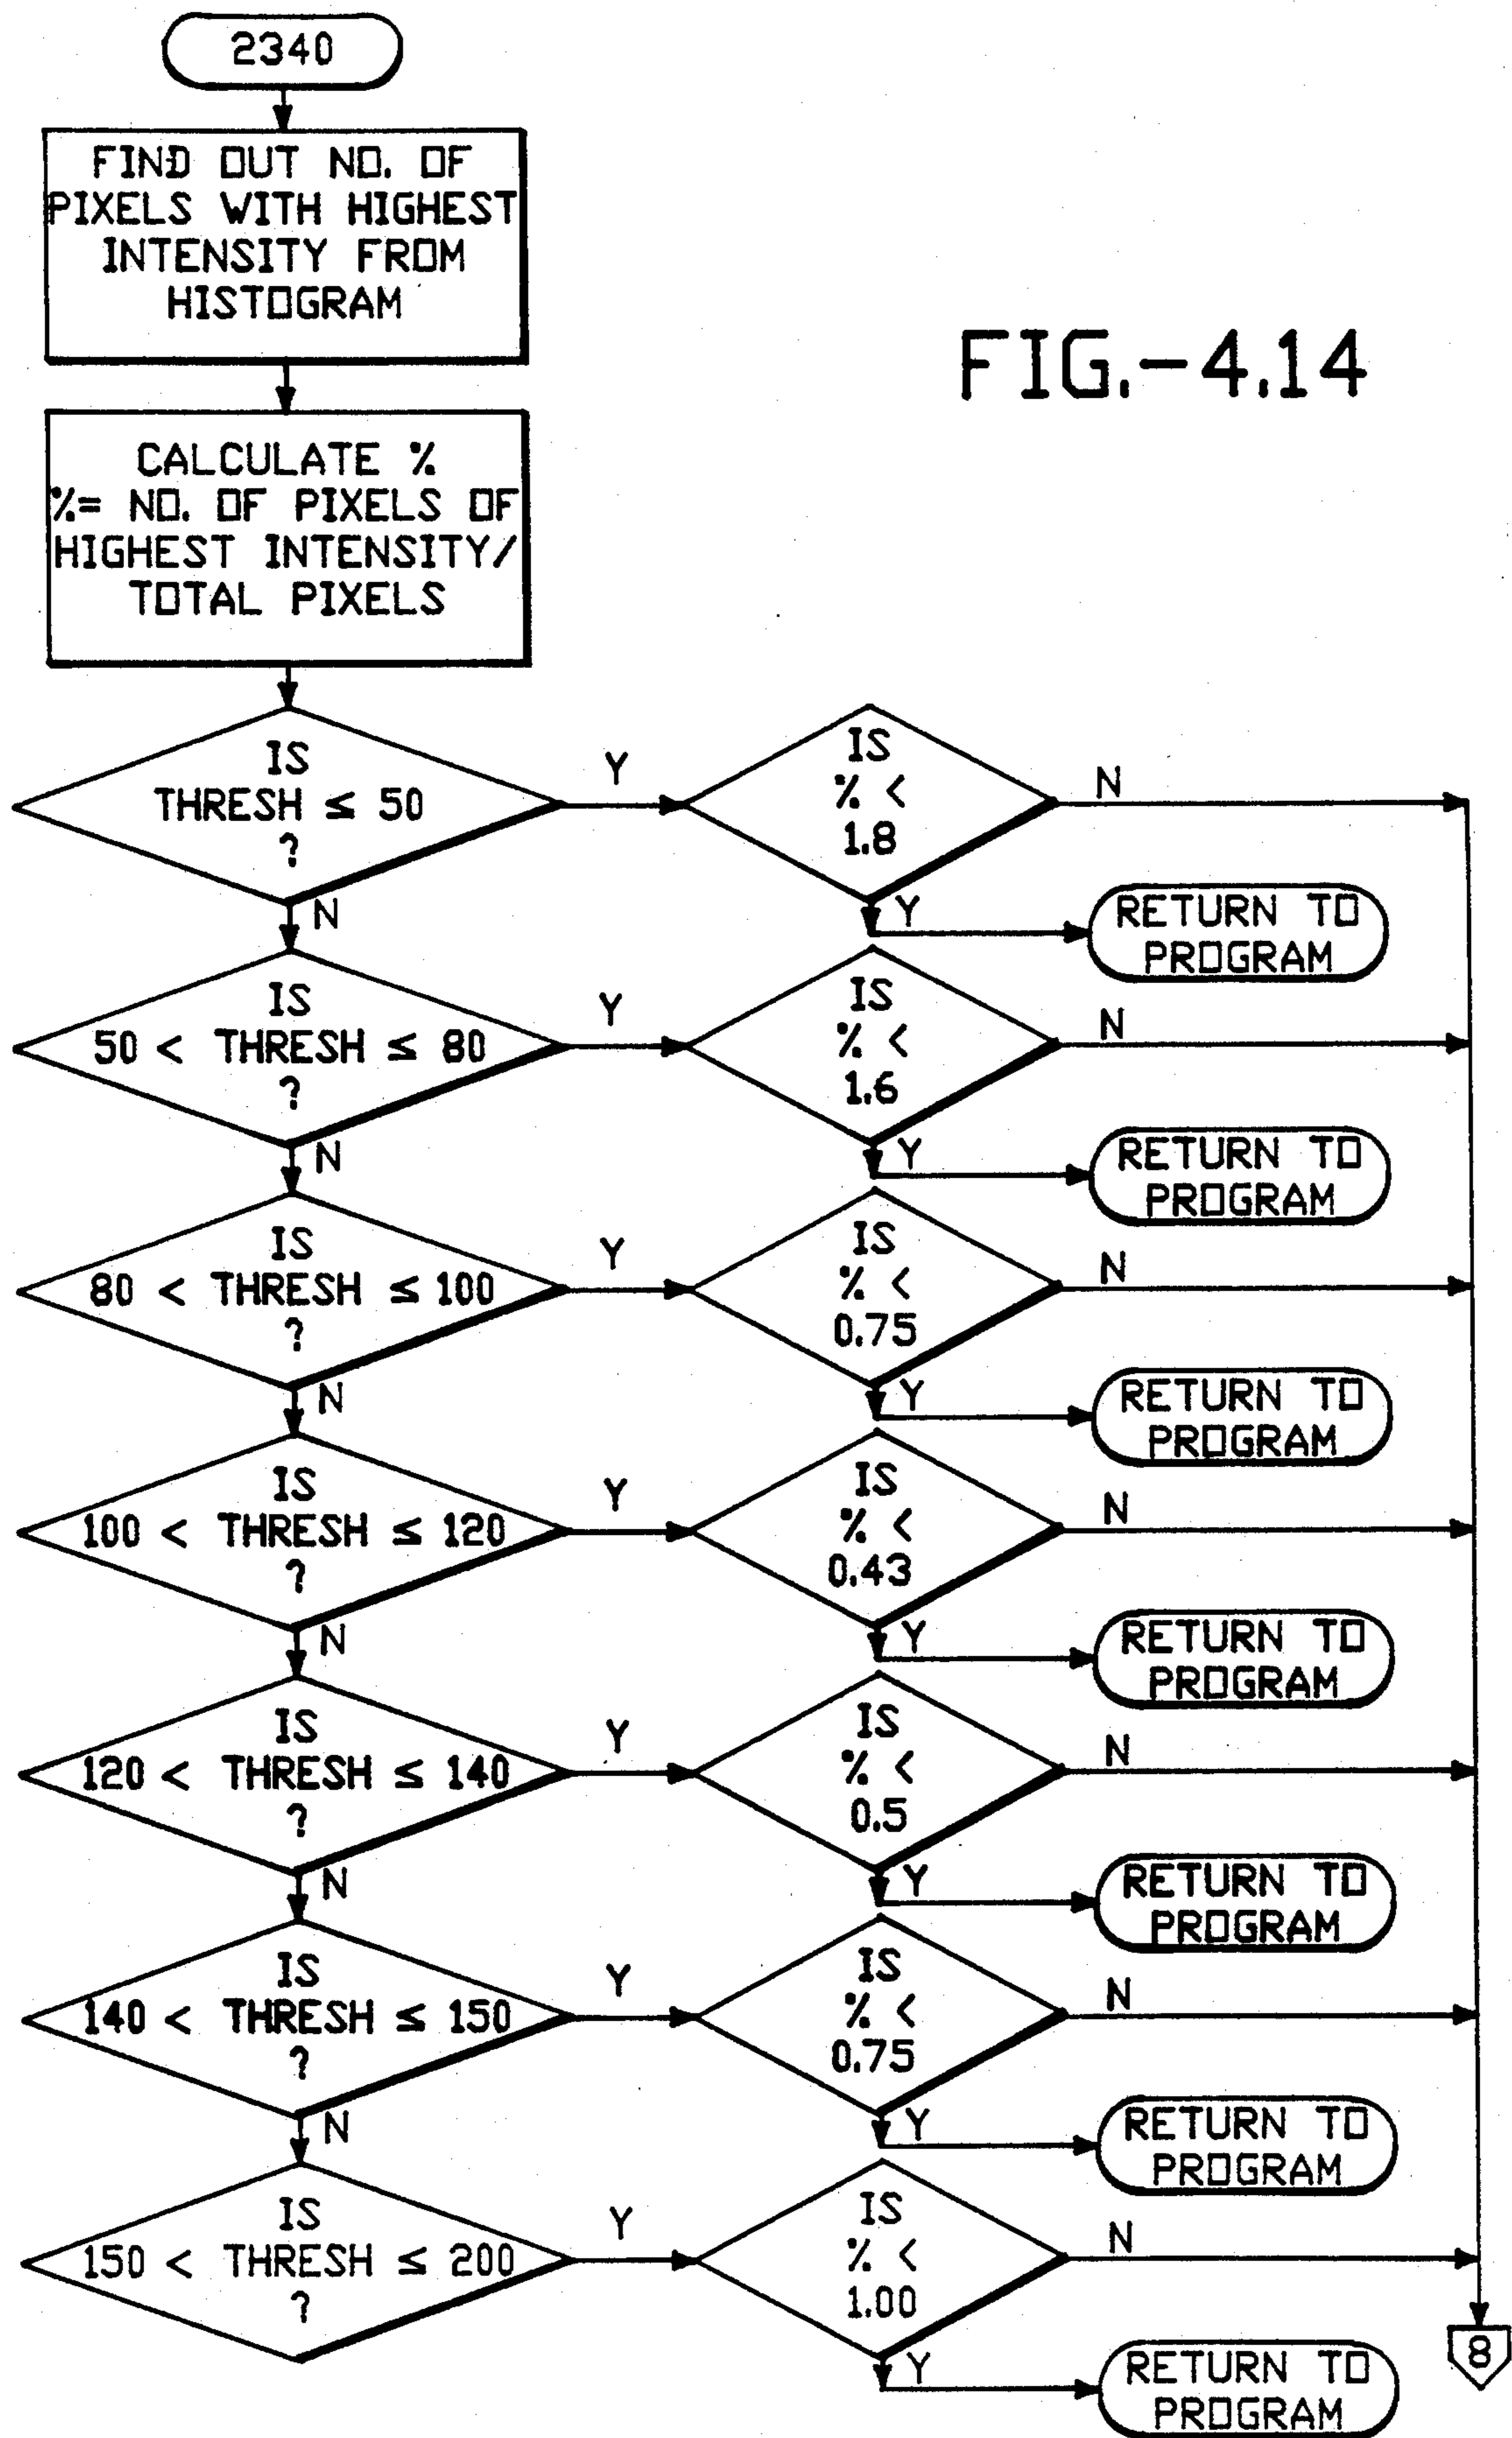 2340
FIND OUT NO. OF
PIXELS WITH HIGHEST
INTENSITY FROM
HISTOGRAM
FIG.-4.14
CALCULATE %
%= NO. OF PIXELS OF
HIGHEST INTENSITY/
TOTAL PIXELS
IS
THRESH ≤ 50
?
Y
IS
% <
1.8
N
Y
RETURN TO
PROGRAM
N
IS
50 < THRESH ≤ 80
?
Y
IS
% <
1.6
N
Y
RETURN TO
PROGRAM
N
IS
80 < THRESH ≤ 100
?
Y
IS
% <
0.75
N
Y
RETURN TO
PROGRAM
N
IS
100 < THRESH ≤ 120
?
Y
IS
% <
0.43
N
Y
RETURN TO
PROGRAM
N
IS
120 < THRESH ≤ 140
?
Y
IS
% <
0.5
N
Y
RETURN TO
PROGRAM
N
IS
140 < THRESH ≤ 150
?
Y
IS
% <
0.75
N
Y
RETURN TO
PROGRAM
N
IS
150 < THRESH ≤ 200
?
Y
IS
% <
1.00
N
Y
RETURN TO
PROGRAM
8